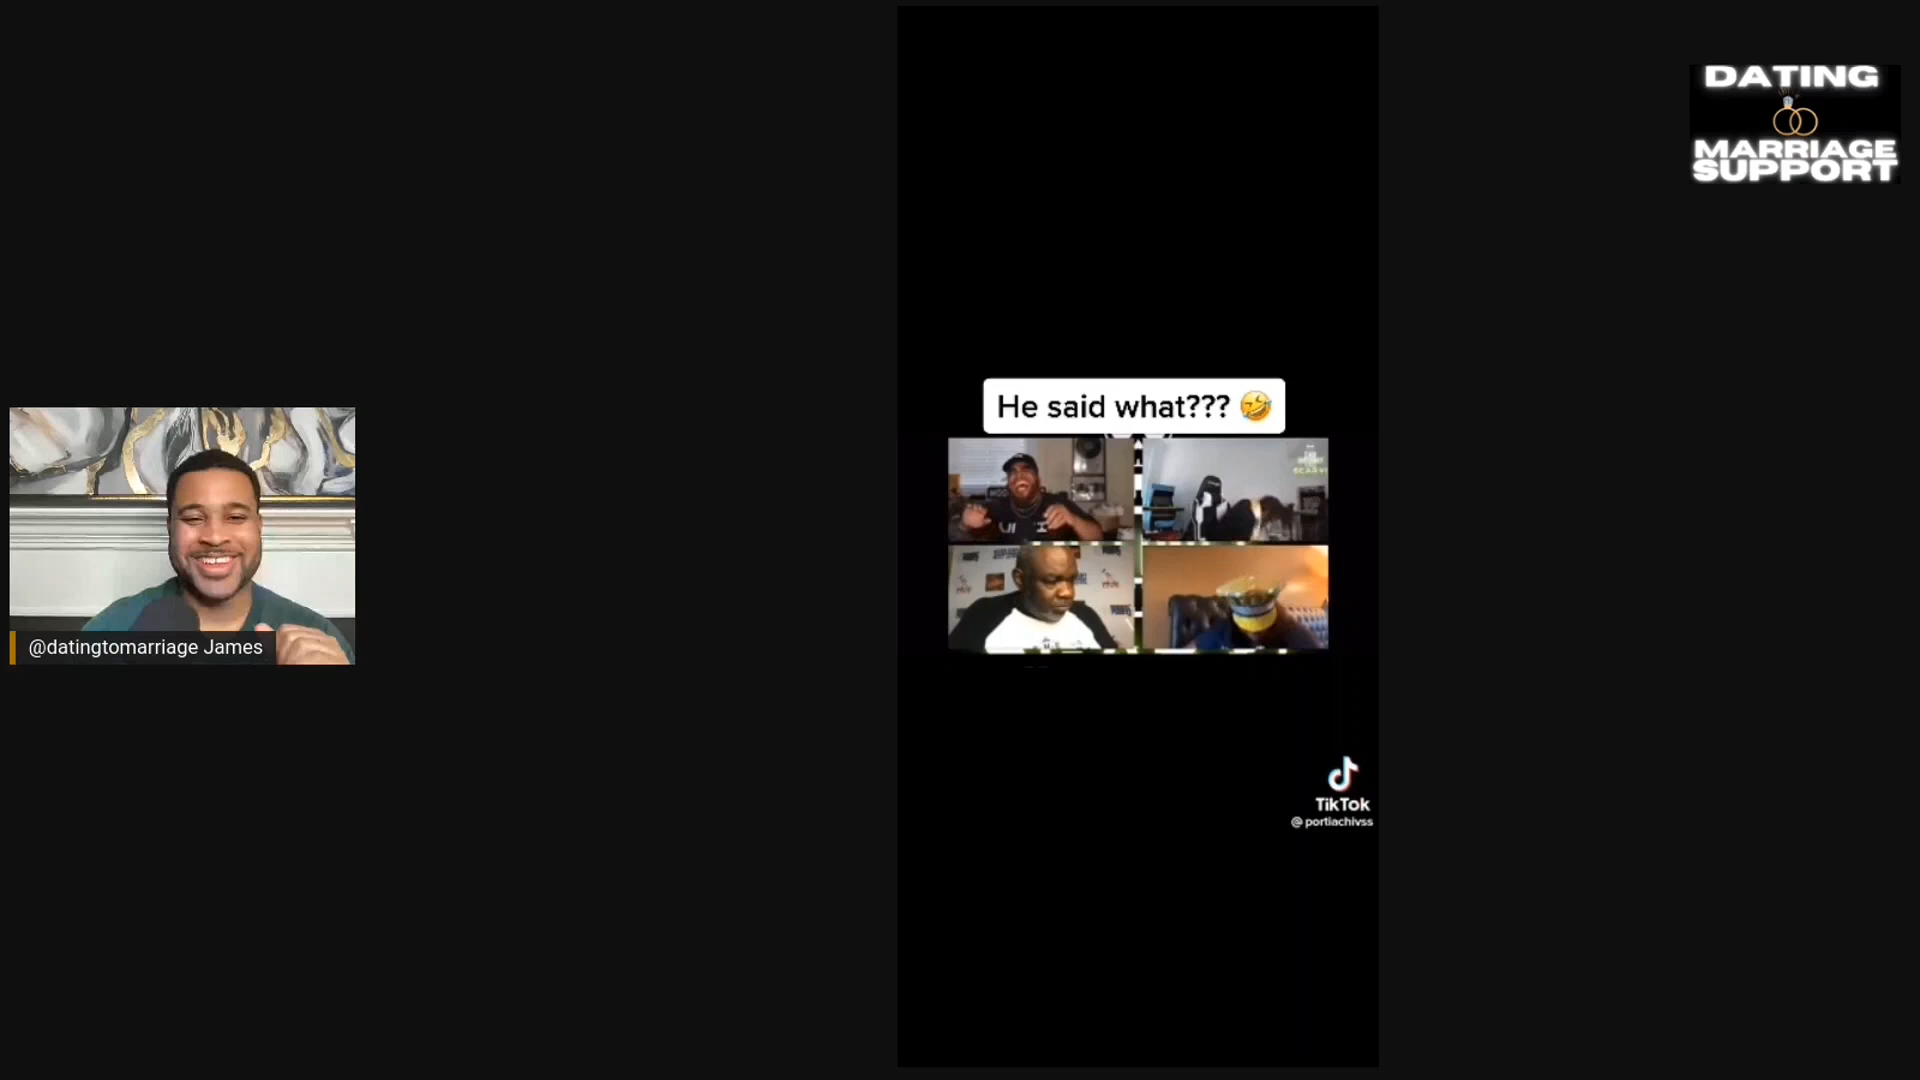 DATING
MARRIAGE
SUPPORT
He said what??? 🤣
@datingtomarriage James
TikTok
@portiachivss